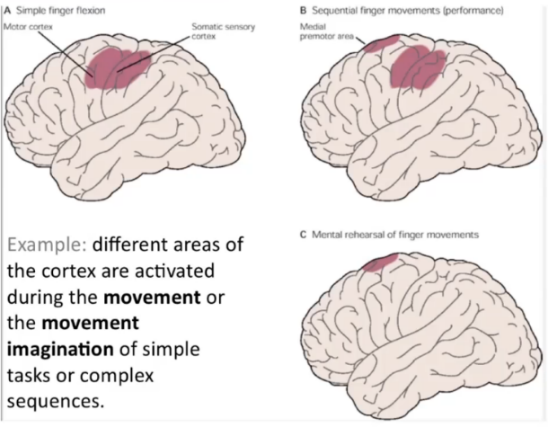 A Simple finger flexion
Motor cortex
Somatic sensory
cortex
B Sequential finger movements (performance)
Medial
premotor area
Example: different areas of
the cortex are activated
during the movement or
the movement
imagination of simple
tasks or complex
sequences.
C Mental rehearsal of finger movements